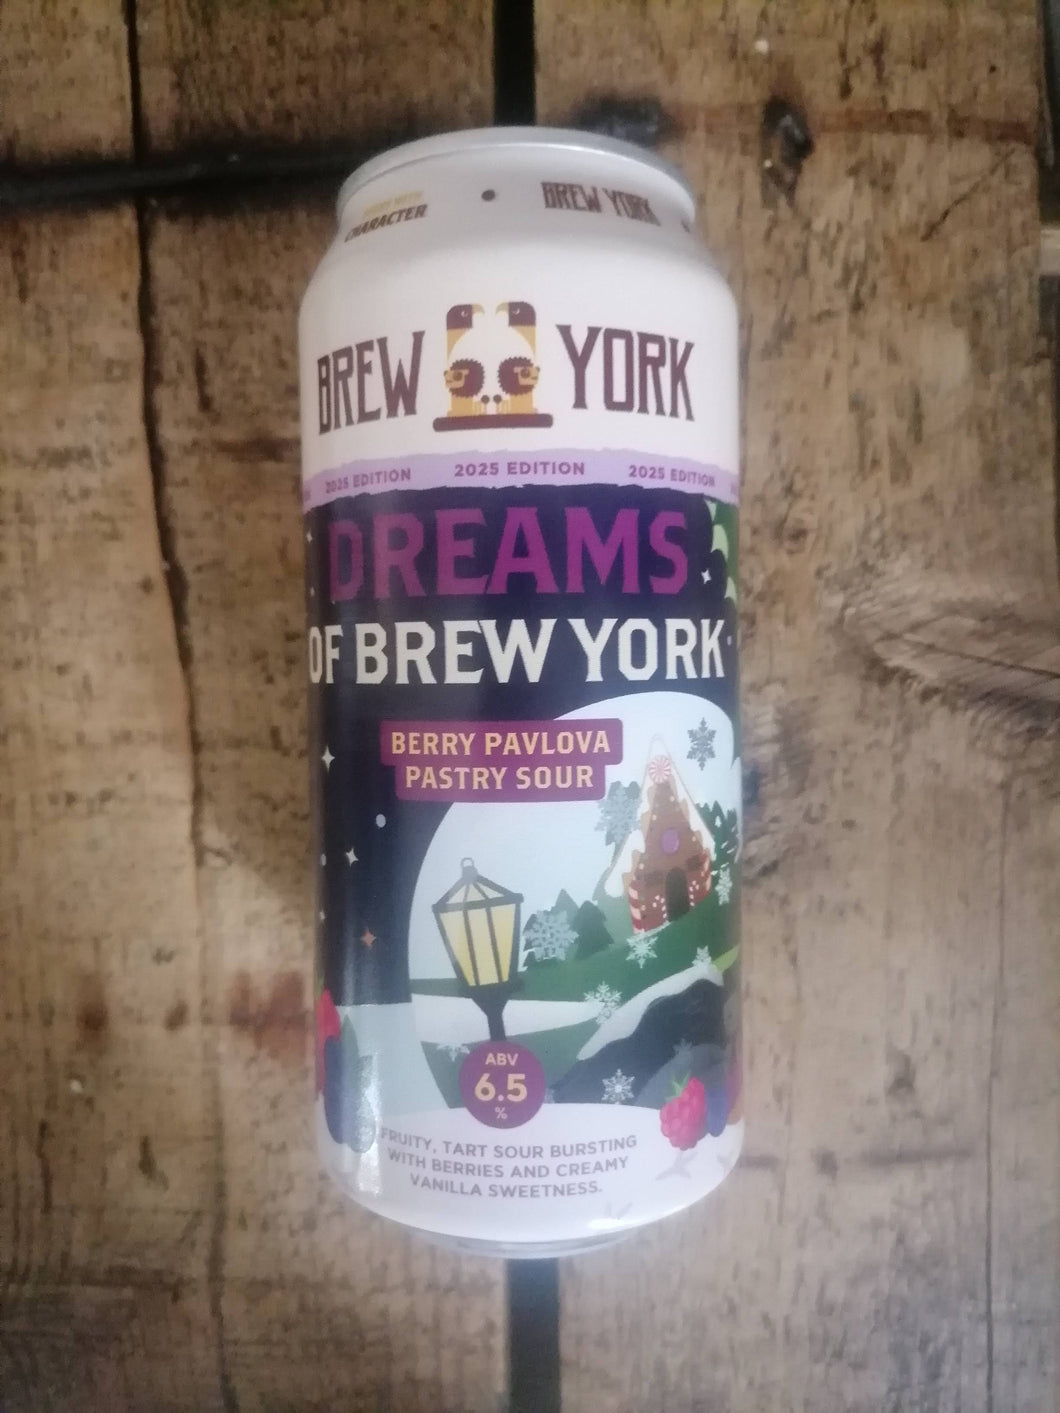 CHARACTER
BREW YORK
BREW YORK
2025 EDITION 2025 EDITION 2025 EDITION
DREAMS
OF BREW YORK
BERRY PAVLOVA
PASTRY SOUR
ABV
6.5
%
FRUITY, TART SOUR BURSTING
WITH BERRIES AND CREAMY
VANILLA SWEETNESS.